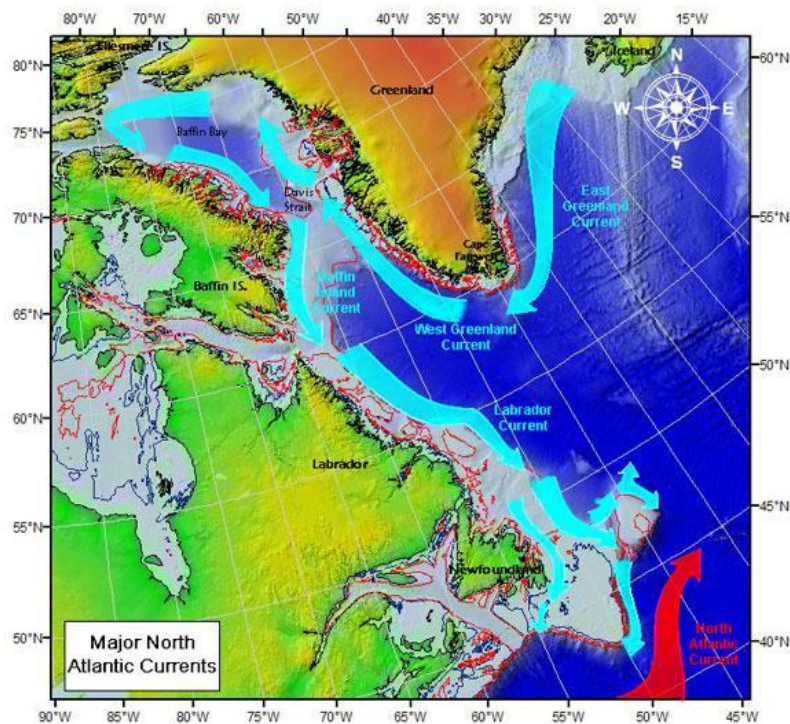 80°W 70°W 60°W 50°W 45°W 40°W 35°W 30°W 25°W 20°W 15°W
Ellesmere IS.
Iceland
80°N
60°N
N
Greenland
W E
75°N
Baffin Bay
S
Davis
Strait
East
Greenland
Current
55°N
70°N
Cape
Farewell
Baffin IS.
Baffin
Island
Current
65°N
West Greenland
Current
50°N
60°N
Labrador
Current
Labrador
45°N
55°N
Newfoundland
Major North
Atlantic Currents
North
Atlantic
Current
50°N
40°N
90°W 85°W 80°W 75°W 70°W 65°W 60°W 55°W 50°W 45°W